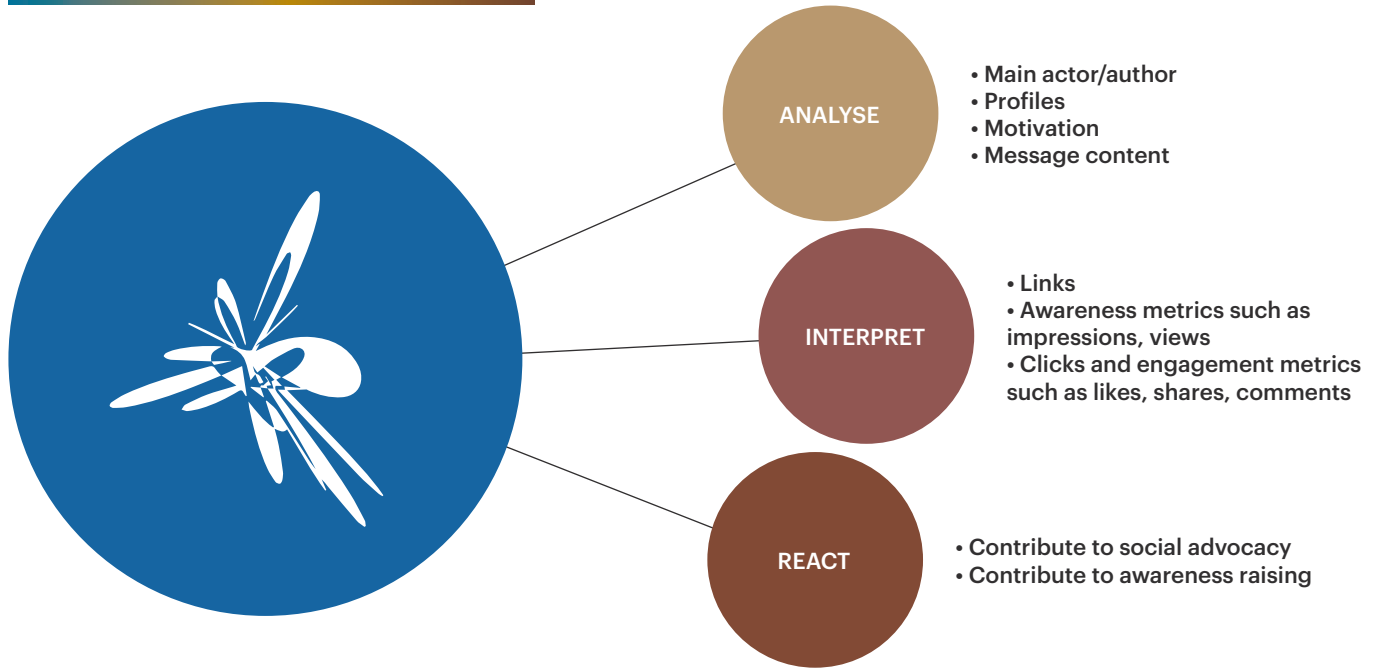 ANALYSE
• Main actor/author
• Profiles
• Motivation
• Message content
INTERPRET
• Links
• Awareness metrics such as
impressions, views
• Clicks and engagement metrics
such as likes, shares, comments
REACT
• Contribute to social advocacy
• Contribute to awareness raising